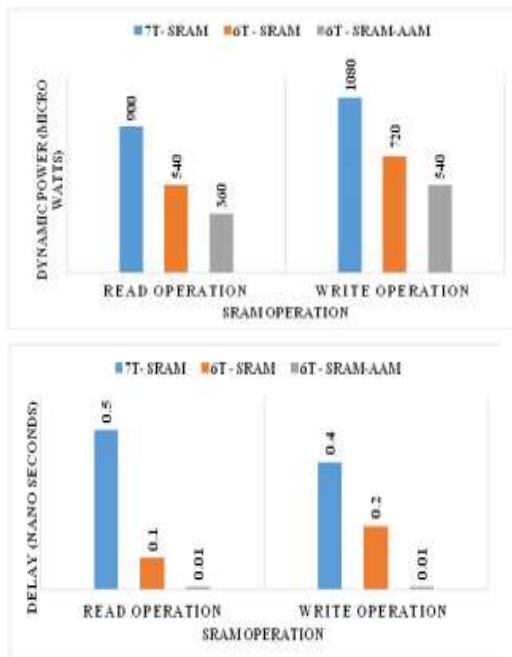 7T- SRAM 6T - SRAM 6T - SRAM-AAM
DYNAMIC POWER (MICRO
WATTS)
900
540
360
1080
720
540
READ OPERATION WRITE OPERATION
SRAM OPERATION
7T- SRAM 6T - SRAM 6T - SRAM-AAM
DELAY (NANO SECONDS)
0.5
0.1
0.01
0.4
0.2
0.01
READ OPERATION WRITE OPERATION
SRAM OPERATION